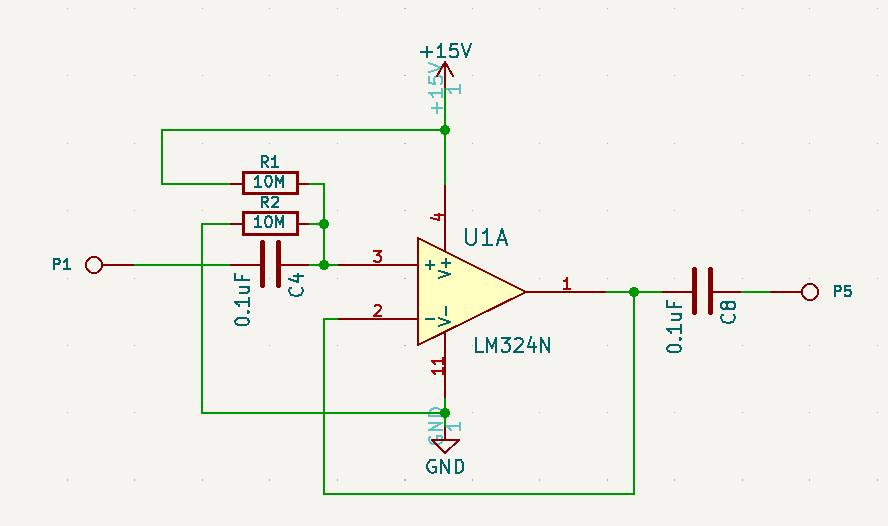 +15V
+15V
1
R1
10M
R2
10M
4
U1A
P1
3
+
V+
0.1uF
C4
1
P5
2
−
V−
0.1uF
C8
LM324N
11
GND
1
GND